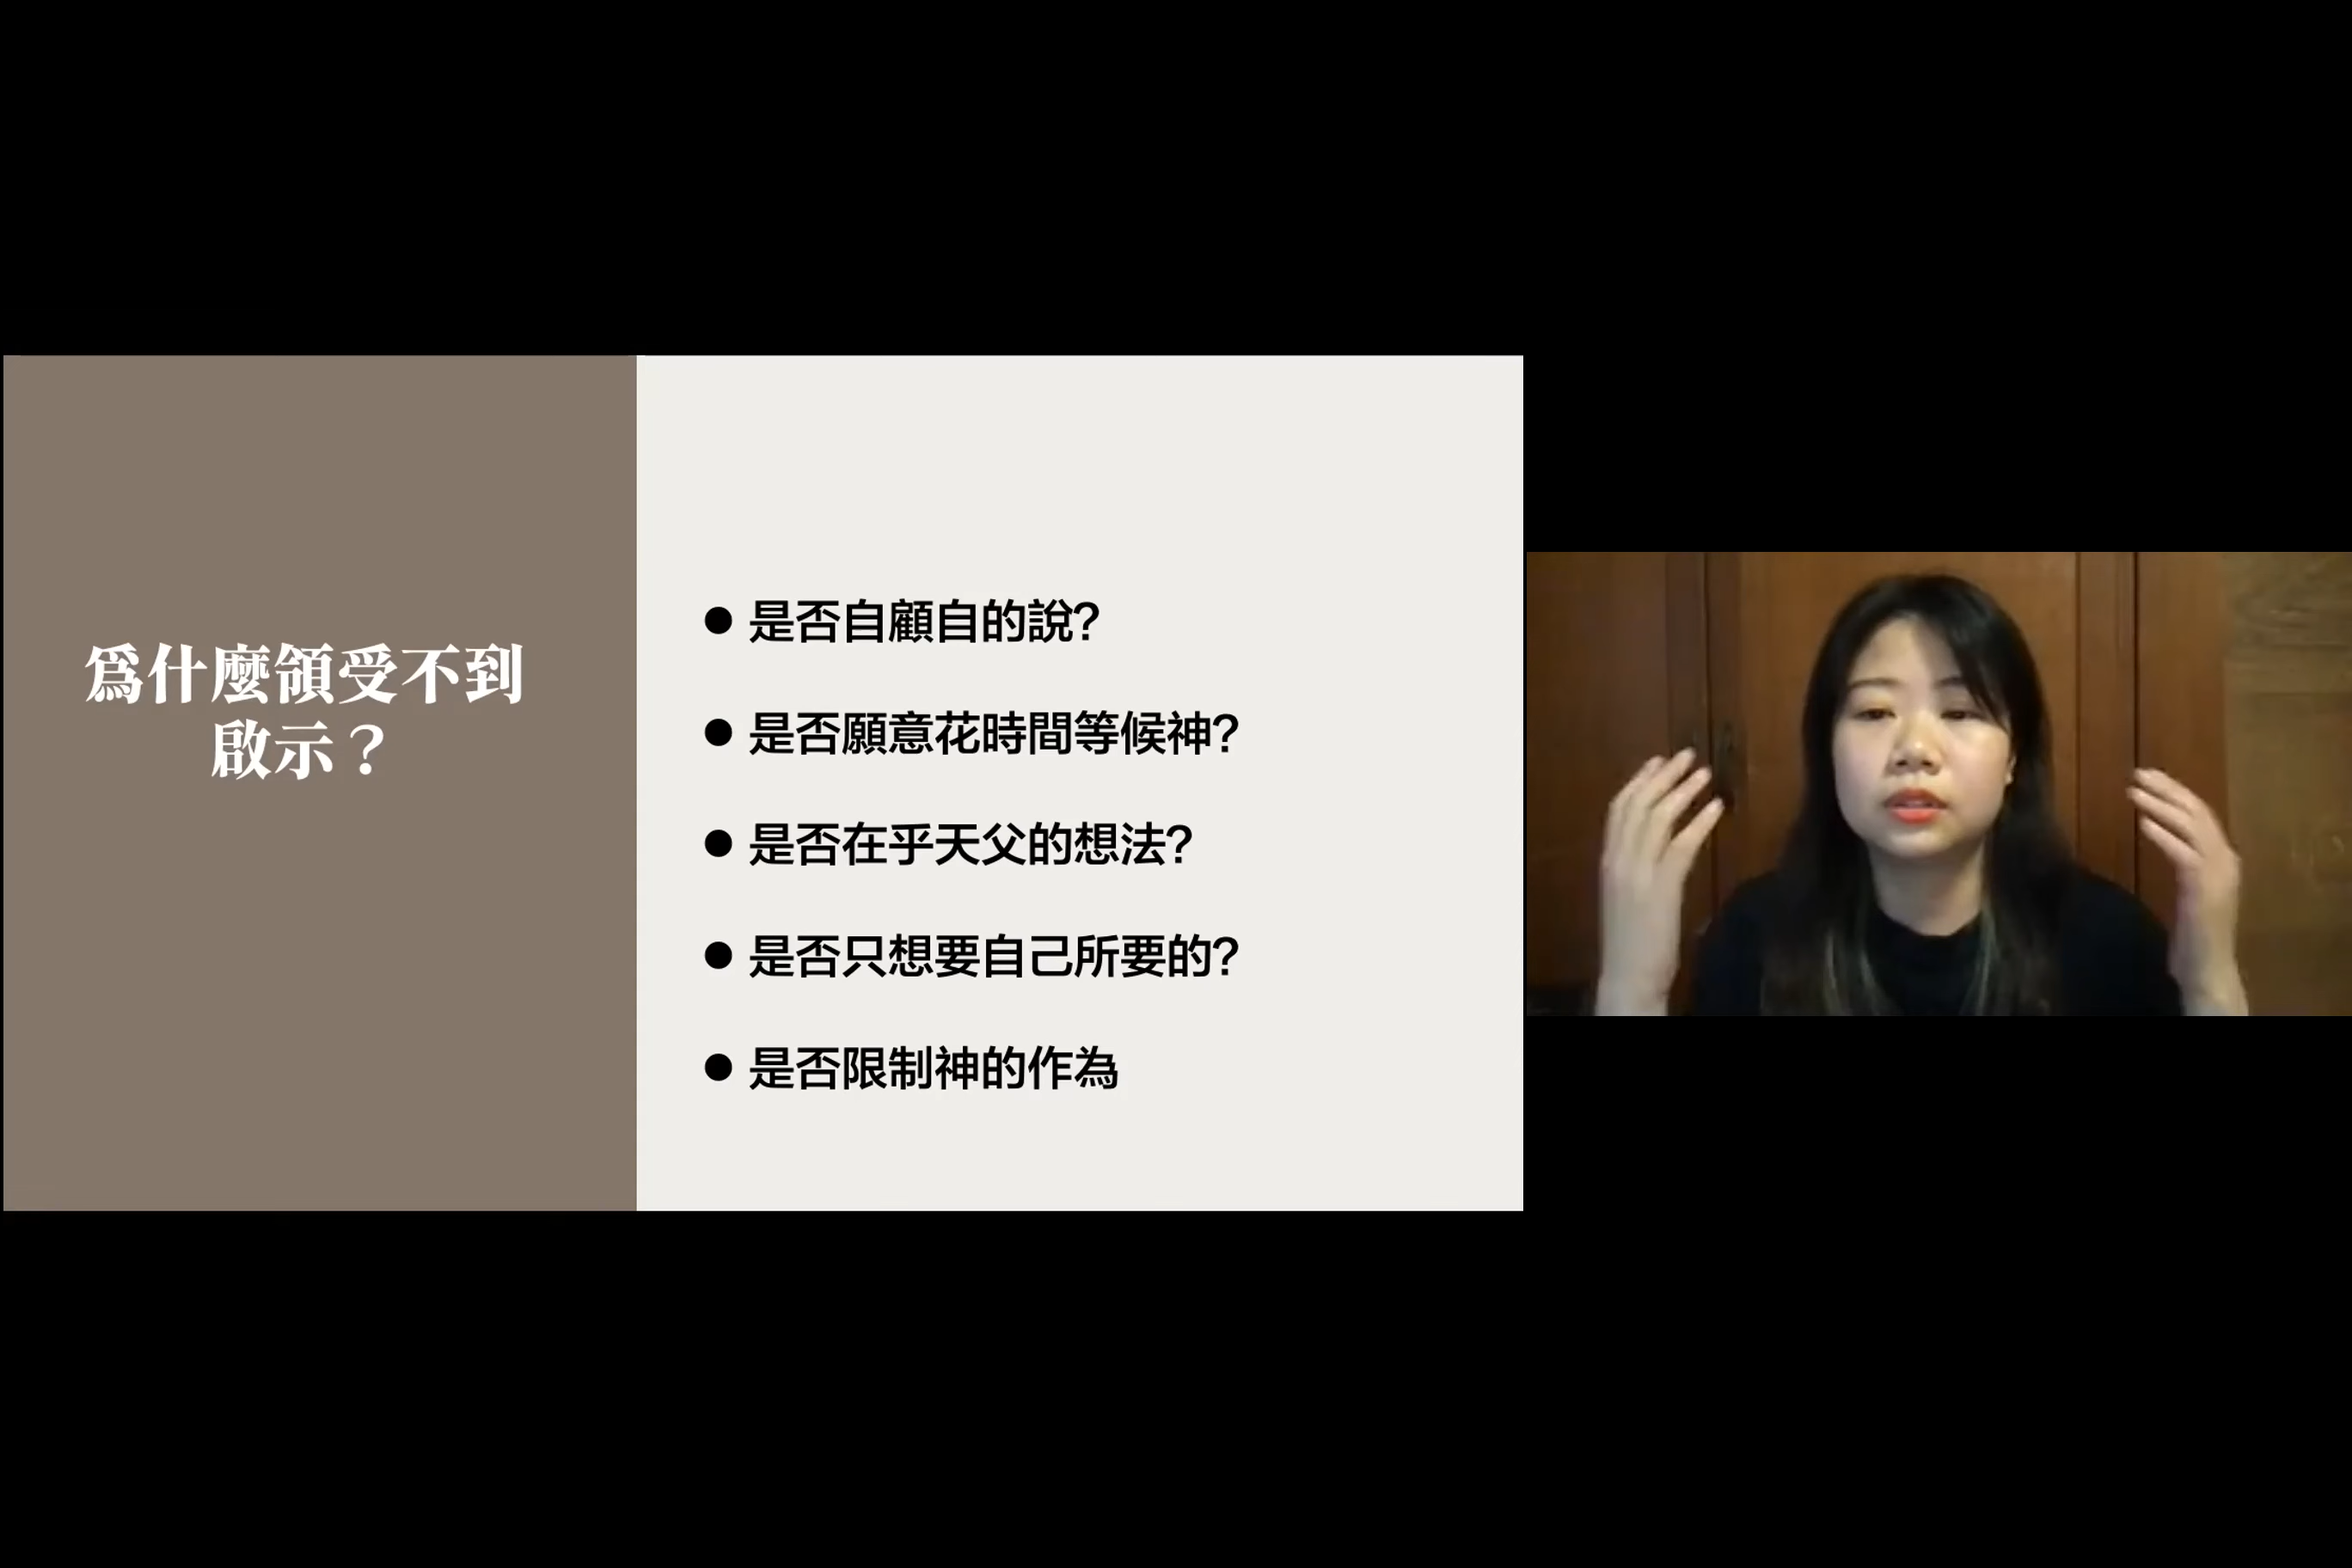 爲什麼領受不到
啟示？
● 是否自顧自的說?
● 是否願意花時間等候神?
● 是否在乎天父的想法?
● 是否只想要自己所要的?
● 是否限制神的作為